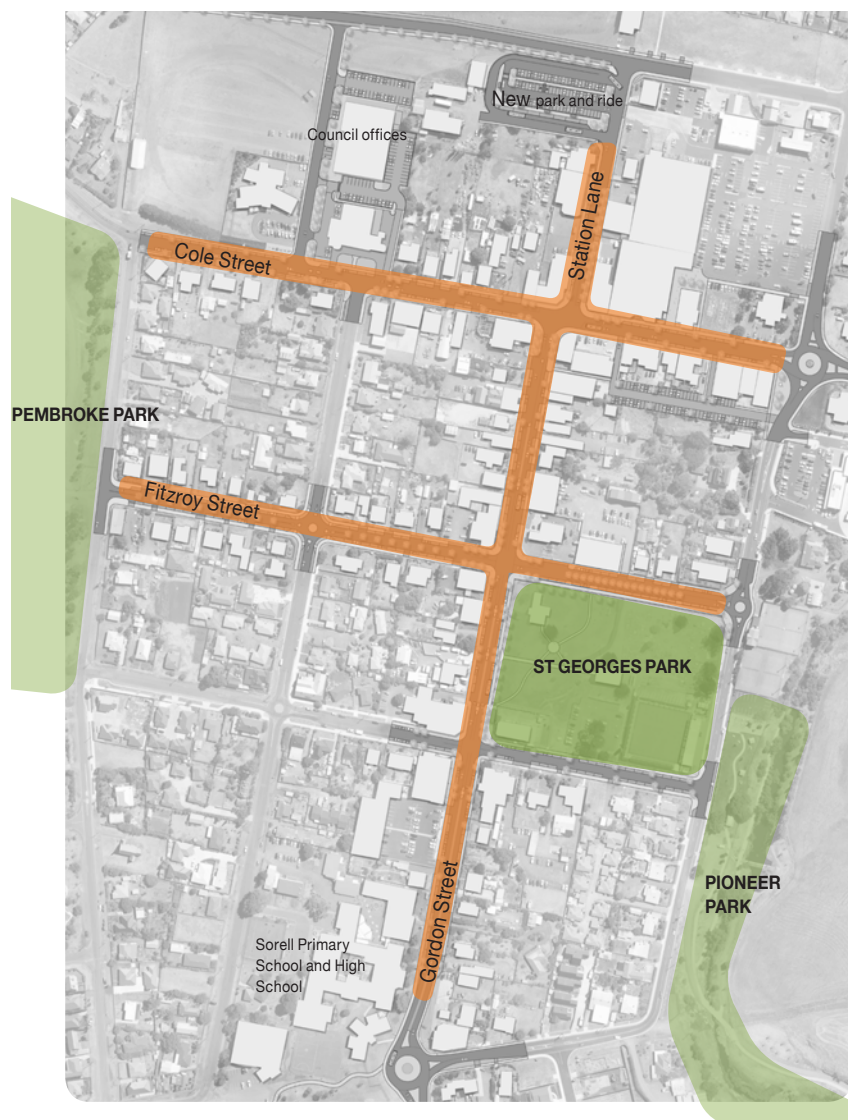 New park and ride
Council offices
Station Lane
Cole Street
PEMBROKE PARK
Fitzroy Street
ST GEORGES PARK
PIONEER
PARK
Gordon Street
Sorell Primary
School and High
School